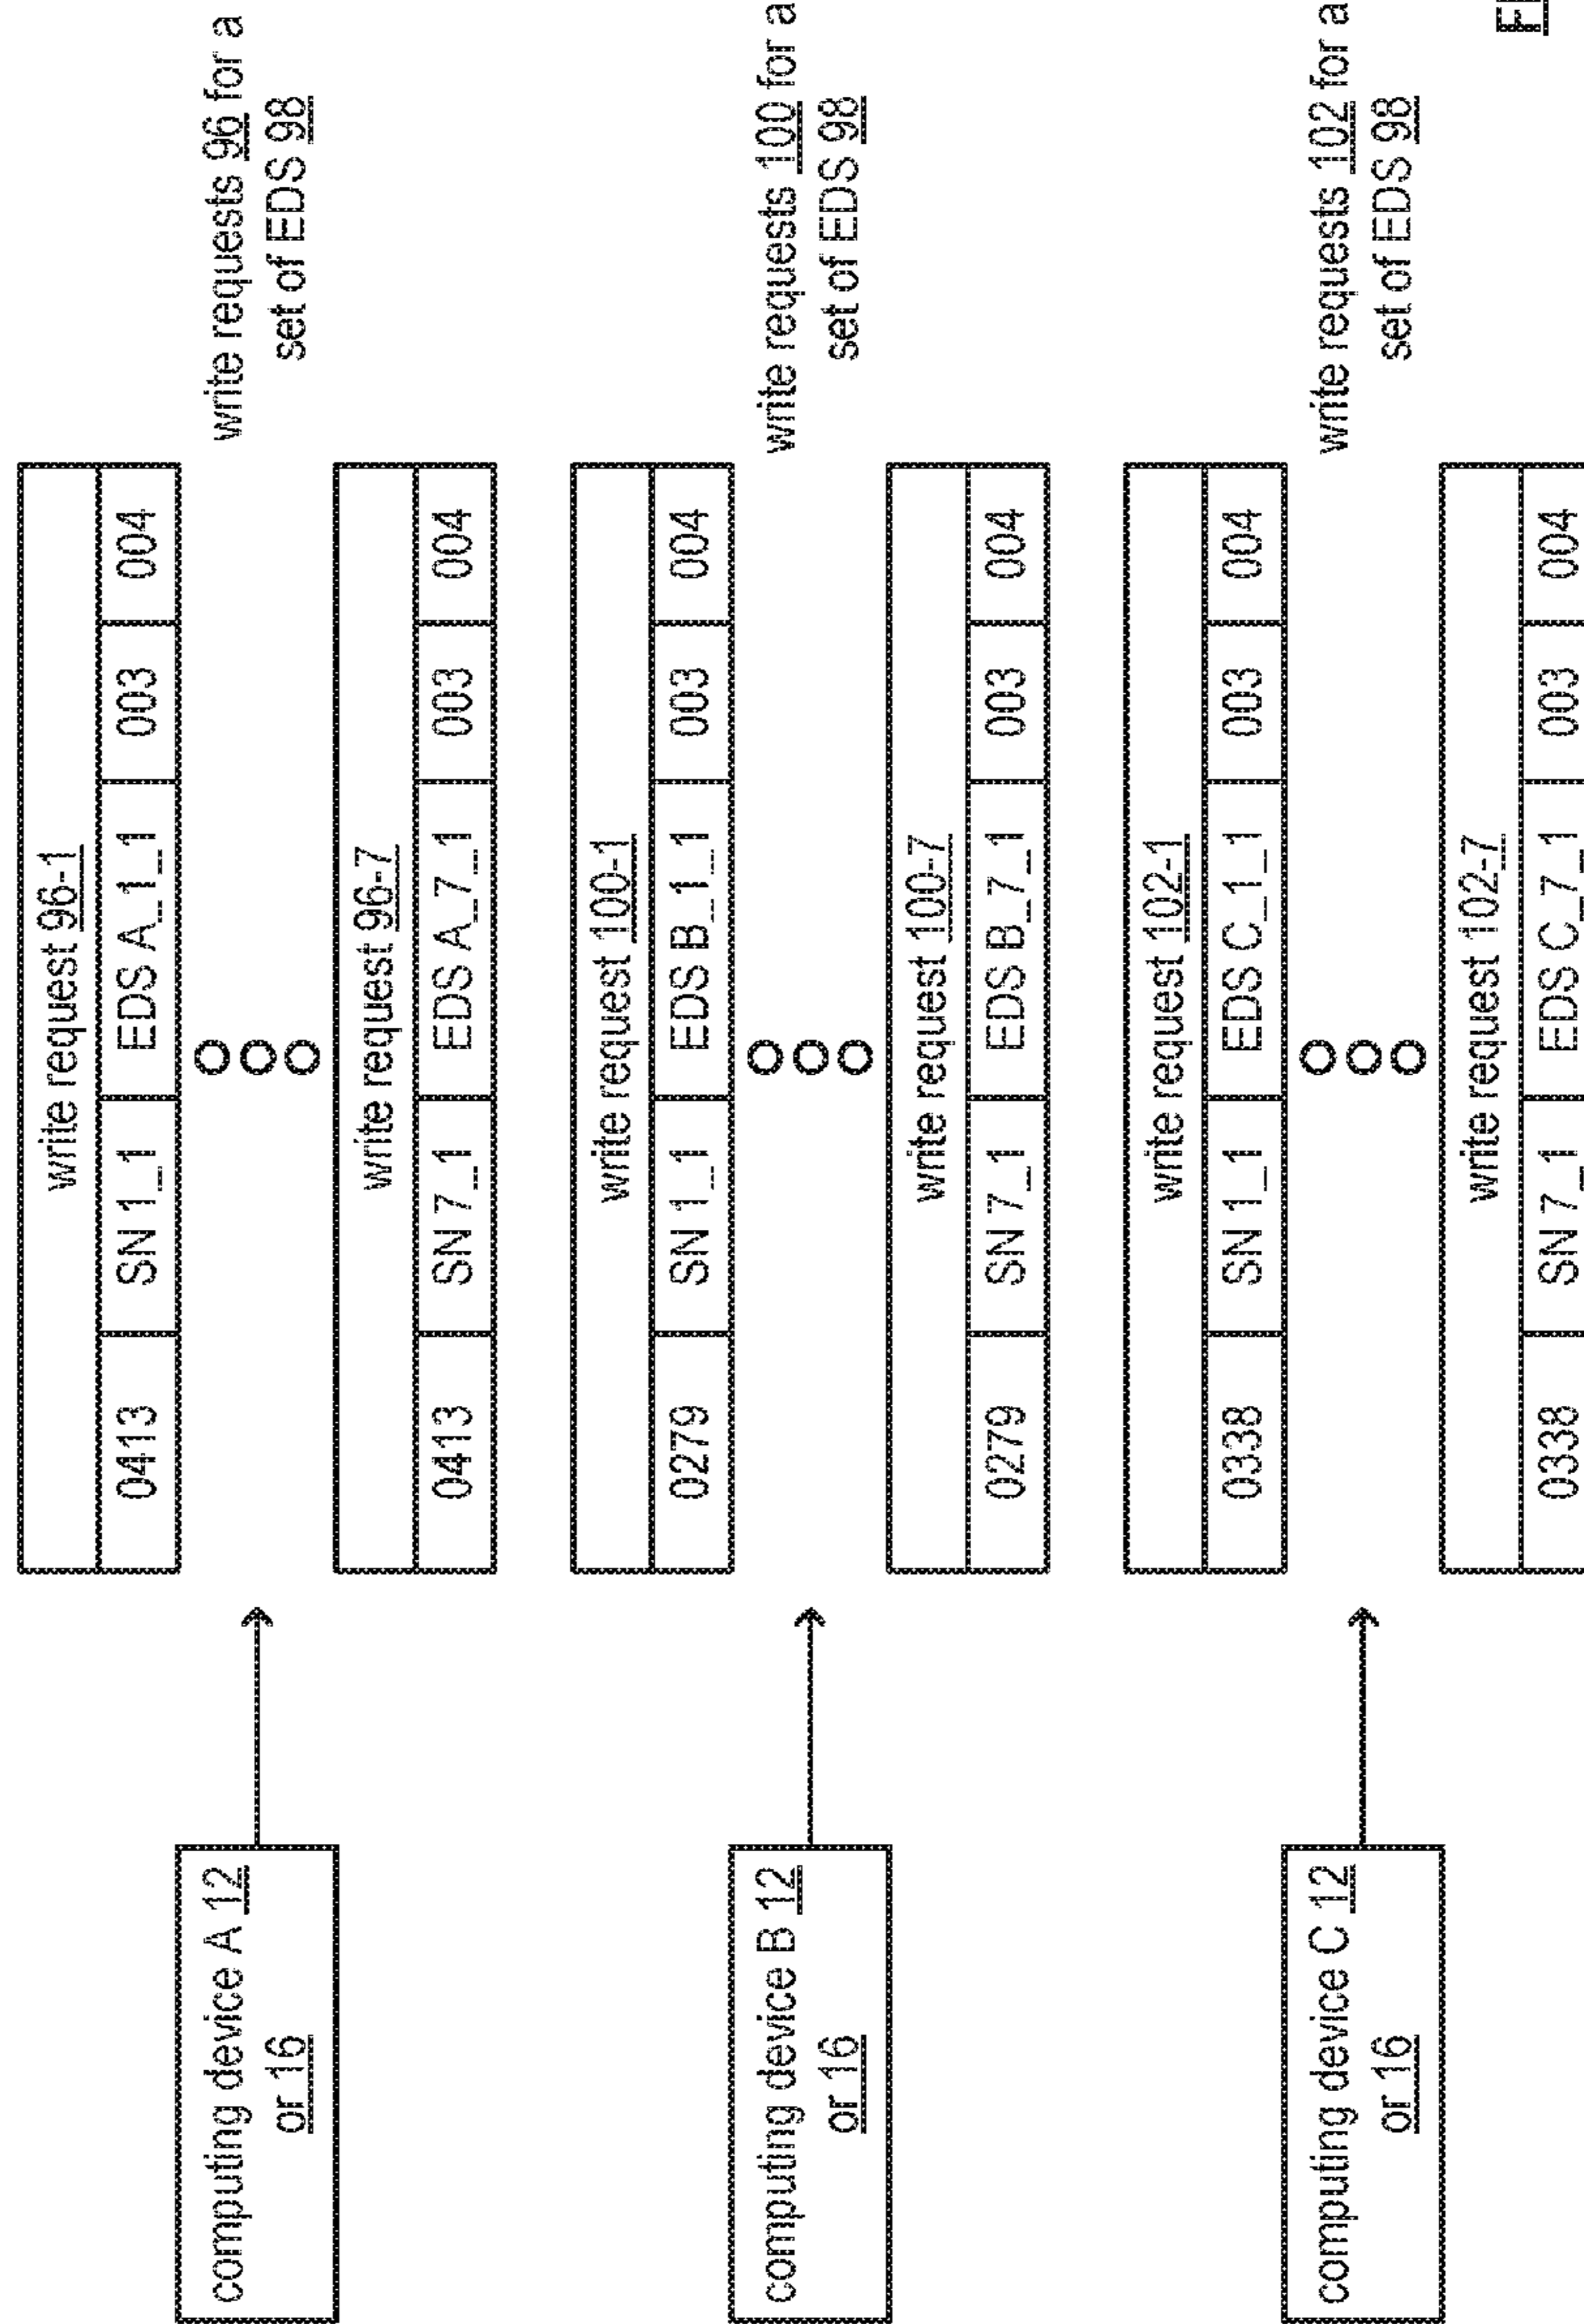 computing device A 12
or 16
write request 96-1
0413 SN 1_1 EDS A_1_1 003 004
write request 96-7
0413 SN 7_1 EDS A_7_1 003 004
write requests 96 for a
set of EDS 98
computing device B 12
or 16
write request 100-1
0279 SN 1_1 EDS B_1_1 003 004
write request 100-7
0279 SN 7_1 EDS B_7_1 003 004
write requests 100 for a
set of EDS 98
computing device C 12
or 16
write request 102-1
0338 SN 1_1 EDS C_1_1 003 004
write request 102-7
0338 SN 7_1 EDS C_7_1 003 004
write requests 102 for a
set of EDS 98